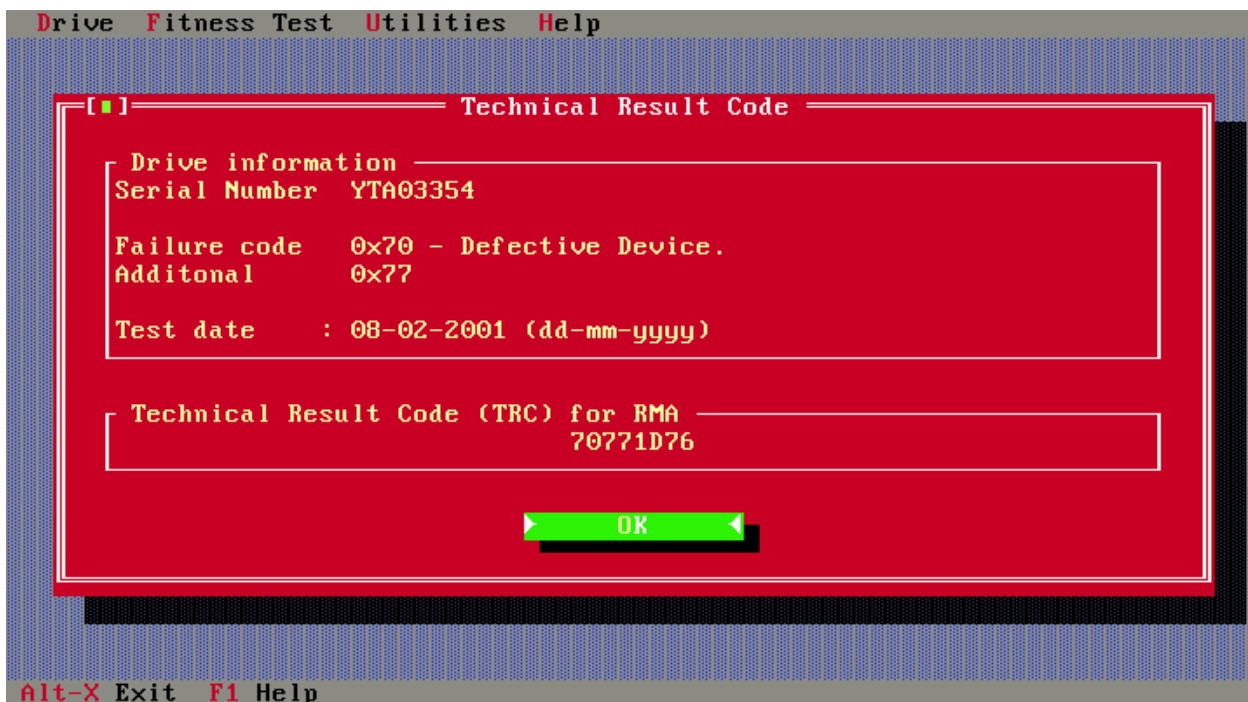 Drive Fitness Test Utilities Help
Technical Result Code
Drive information
Serial Number YTA03354
Failure code 0x70 - Defective Device.
Additonal 0x77
Test date : 08-02-2001 (dd-mm-yyyy)
Technical Result Code (TRC) for RMA
70771D76
OK
Alt-X Exit F1 Help